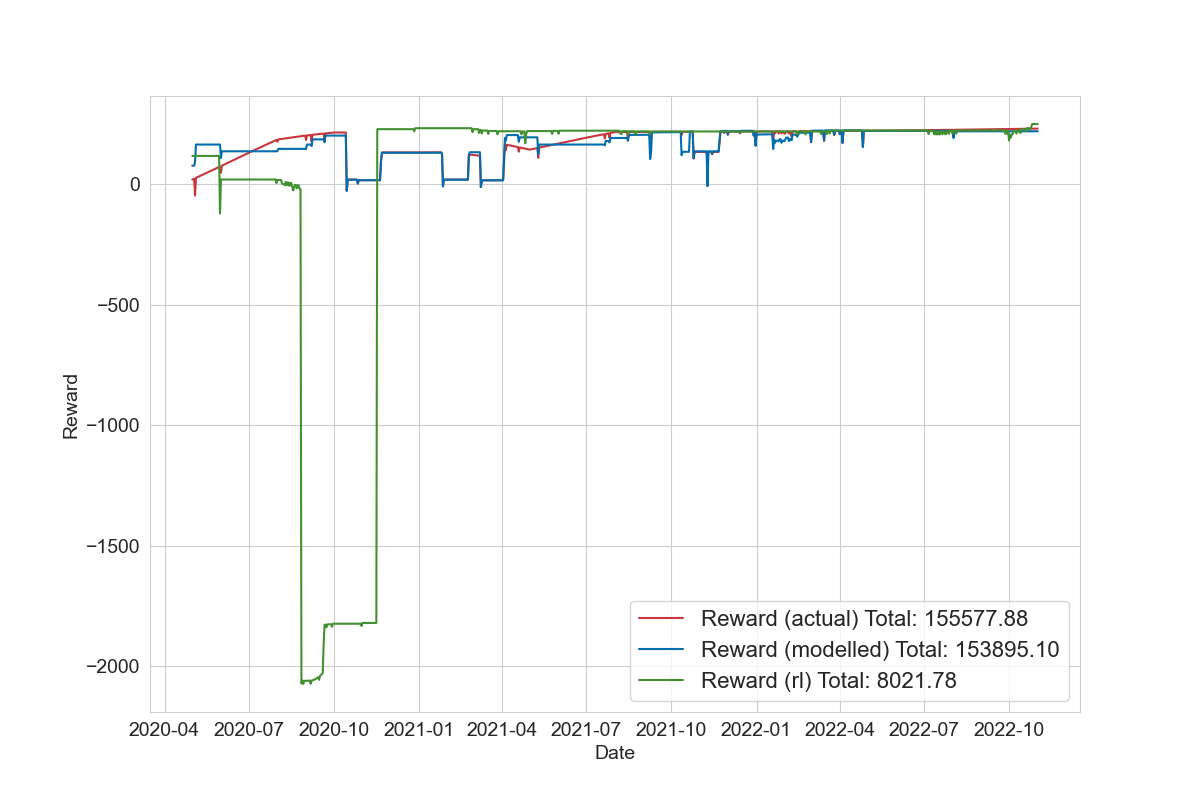 0
−500
−1000
−1500
−2000
Reward
Reward (actual) Total: 155577.88
Reward (modelled) Total: 153895.10
Reward (rl) Total: 8021.78
2020-04 2020-07 2020-10 2021-01 2021-04 2021-07 2021-10 2022-01 2022-04 2022-07 2022-10
Date